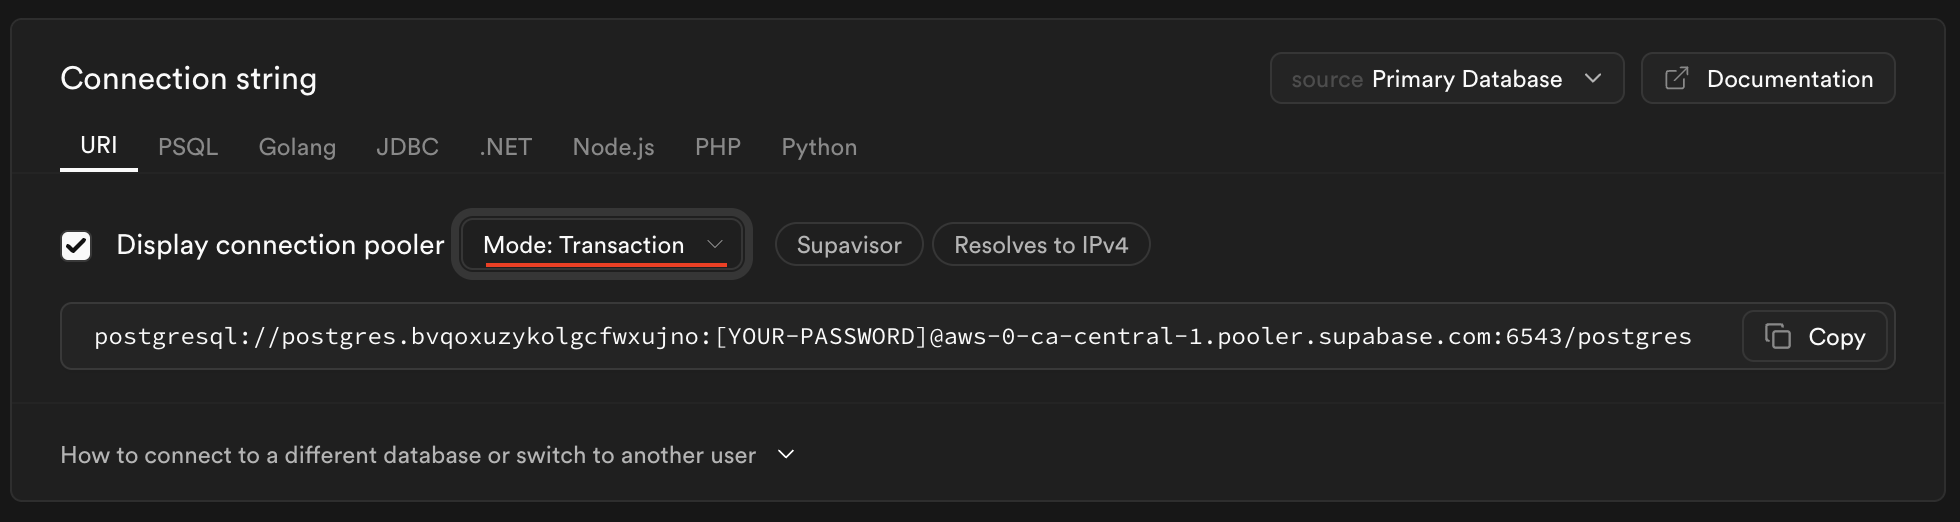 Connection string
source Primary Database
Documentation
URI PSQL Golang JDBC .NET Node.js PHP Python
Display connection pooler Mode: Transaction Supavisor Resolves to IPv4
postgresql://postgres.bvqoxuzykolgcfwxujno:[YOUR-PASSWORD]@aws-0-ca-central-1.pooler.supabase.com:6543/postgres Copy
How to connect to a different database or switch to another user